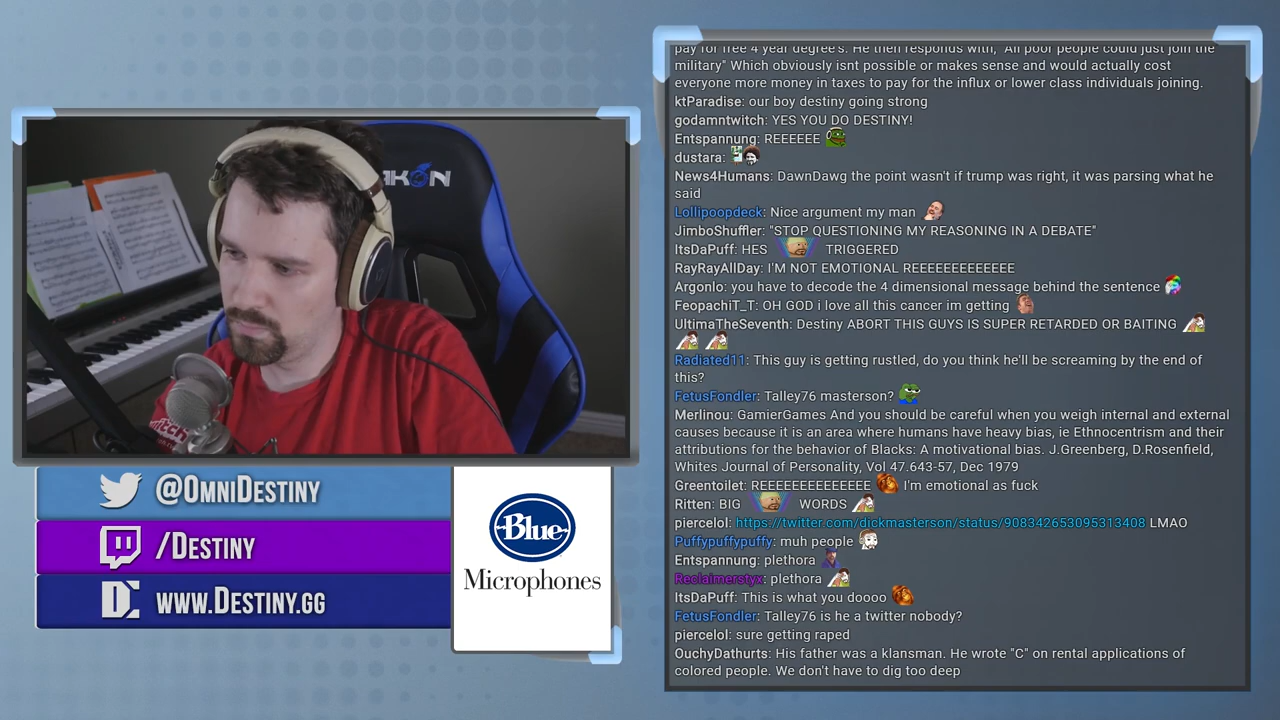 pay for free 4 year degree's. He then responds with, "All poor people could just join the
military" Which obviously isnt possible or makes sense and would actually cost
everyone more money in taxes to pay for the influx or lower class individuals joining.
ktParadise: our boy destiny going strong
godamntwitch: YES YOU DO DESTINY!
Entspannung: REEEEEE
dustara:
News4Humans: DawnDawg the point wasn't if trump was right, it was parsing what he
said
Lollipoopdeck: Nice argument my man
JimboShuffler: "STOP QUESTIONING MY REASONING IN A DEBATE"
ItsDaPuff: HES TRIGGERED
RayRayAllDay: I'M NOT EMOTIONAL REEEEEEEEEEEEE
Argonlo: you have to decode the 4 dimensional message behind the sentence
FeopachiT_T: OH GOD i love all this cancer im getting
UltimaTheSeventh: Destiny ABORT THIS GUYS IS SUPER RETARDED OR BAITING
Radiated11: This guy is getting rustled, do you think he'll be screaming by the end of
this?
FetusFondler: Talley76 masterson?
Merlinou: GamierGames And you should be careful when you weigh internal and external
causes because it is an area where humans have heavy bias, ie Ethnocentrism and their
attributions for the behavior of Blacks: A motivational bias. J.Greenberg, D.Rosenfield,
Whites Journal of Personality, Vol 47.643-57, Dec 1979
Greentoilet: REEEEEEEEEEEEEE I'm emotional as fuck
Ritten: BIG WORDS
piercelol: https://twitter.com/dickmasterson/status/908342653095313408 LMAO
Puffypuffypuffy: muh people
Entspannung: plethora
Reclaimerstyx: plethora
ItsDaPuff: This is what you doooo
FetusFondler: Talley76 is he a twitter nobody?
piercelol: sure getting raped
OuchyDathurts: His father was a klansman. He wrote "C" on rental applications of
colored people. We don't have to dig too deep
AKON
twitch
@OmniDestiny
/Destiny
www.Destiny.gg
Blue
Microphones